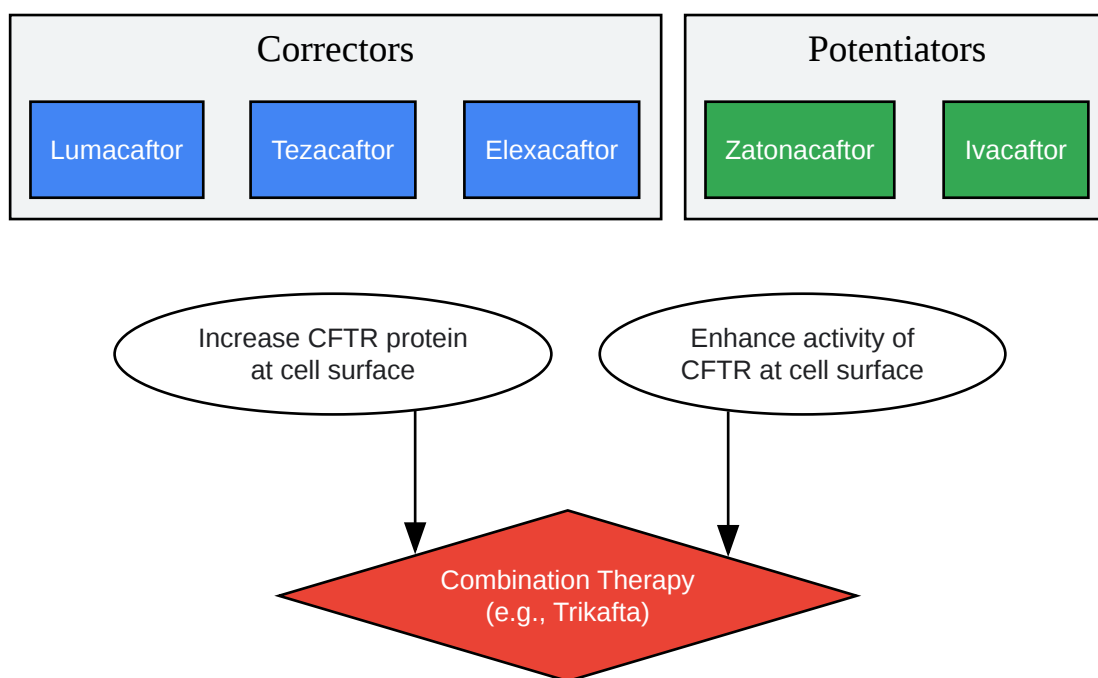 Correctors
Potentiators
Lumacaftor
Tezacaftor
Elexacaftor
Zatonacaftor
Ivacaftor
Increase CFTR protein
at cell surface
Enhance activity of
CFTR at cell surface
Combination Therapy
(e.g., Trikafta)